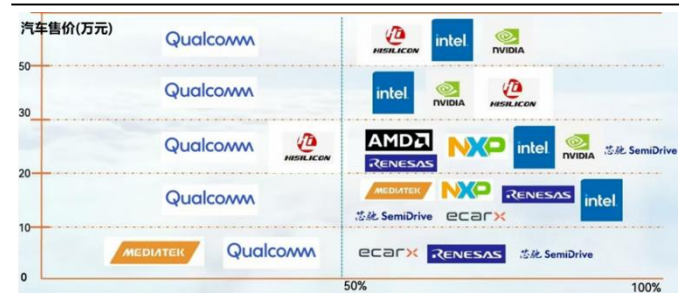 汽车售价(万元)
Qualcomm HISILICON intel NVIDIA
50
Qualcomm intel NVIDIA HISILICON
30
Qualcomm HISILICON AMD RENESAS NXP intel NVIDIA 芯驰 SemiDrive
20
Qualcomm MEDIATEK NXP RENESAS intel
芯驰 SemiDrive ecarx
10
MEDIATEK Qualcomm ecarx RENESAS 芯驰 SemiDrive
0
50% 100%